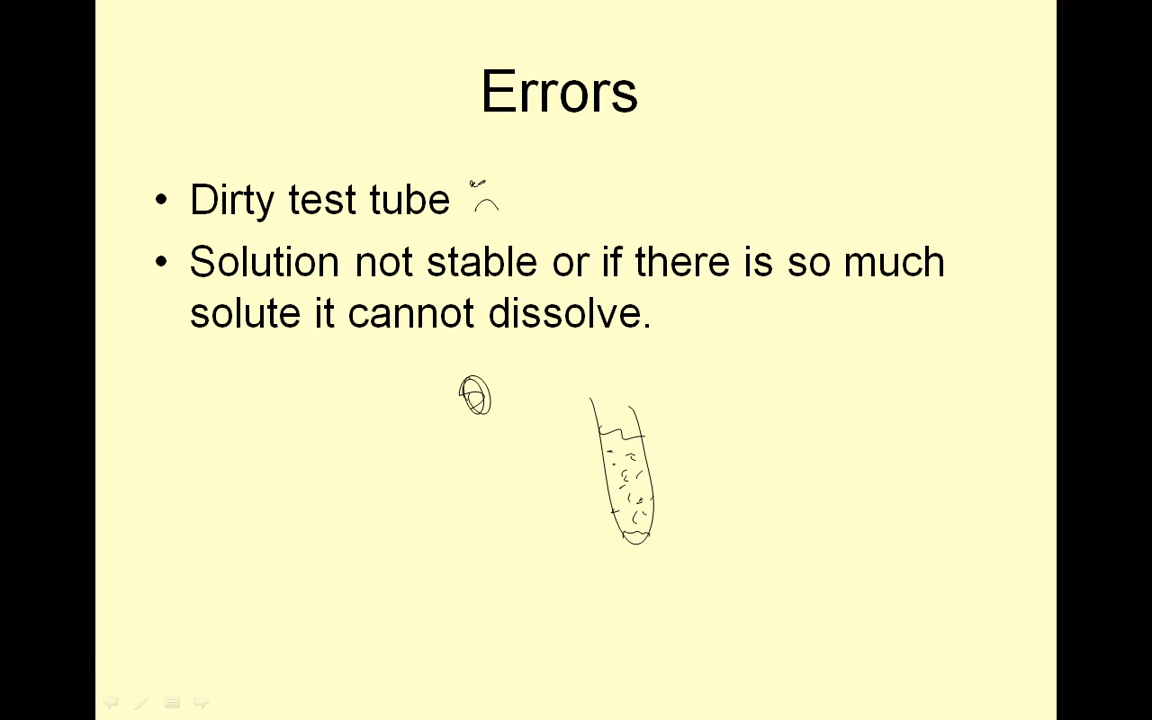 Errors
• Dirty test tube
• Solution not stable or if there is so much
solute it cannot dissolve.